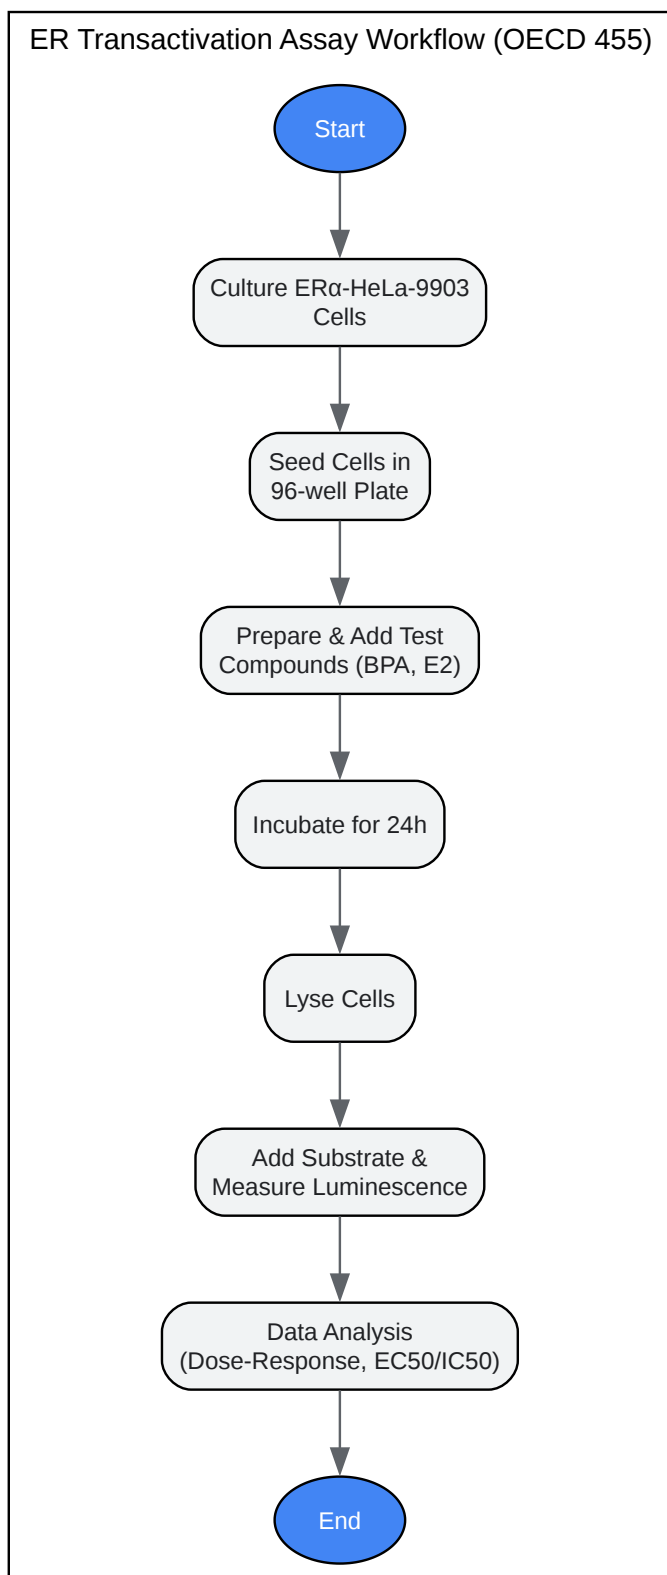 ER Transactivation Assay Workflow (OECD 455)
Start
Culture ERα-HeLa-9903
Cells
Seed Cells in
96-well Plate
Prepare & Add Test
Compounds (BPA, E2)
Incubate for 24h
Lyse Cells
Add Substrate &
Measure Luminescence
Data Analysis
(Dose-Response, EC50/IC50)
End